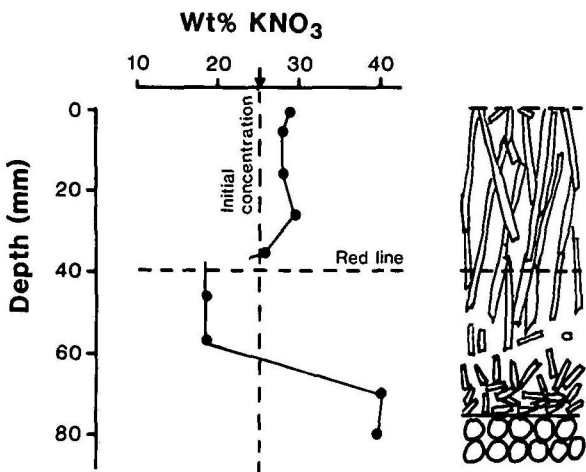 Wt% KNO₃
10 20 30 40
0
20
40
60
80
Depth (mm)
Initial
concentration
Red line